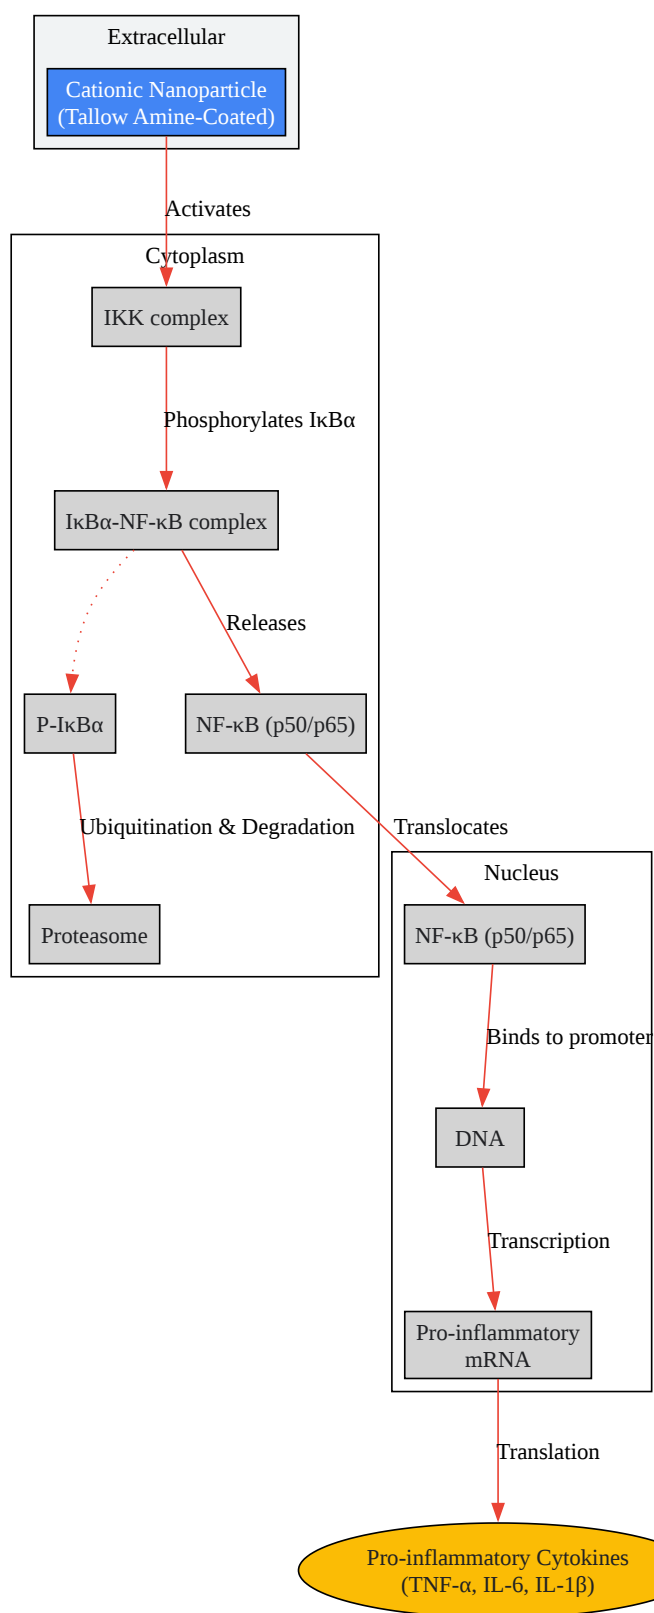 Extracellular
Cationic Nanoparticle
(Tallow Amine-Coated)
Activates
Cytoplasm
IKK complex
Phosphorylates IκBα
IκBα-NF-κB complex
Releases
P-IκBα
NF-κB (p50/p65)
Ubiquitination & Degradation
Translocates
Nucleus
Proteasome
NF-κB (p50/p65)
Binds to promoter
DNA
Transcription
Pro-inflammatory
mRNA
Translation
Pro-inflammatory Cytokines
(TNF-α, IL-6, IL-1β)